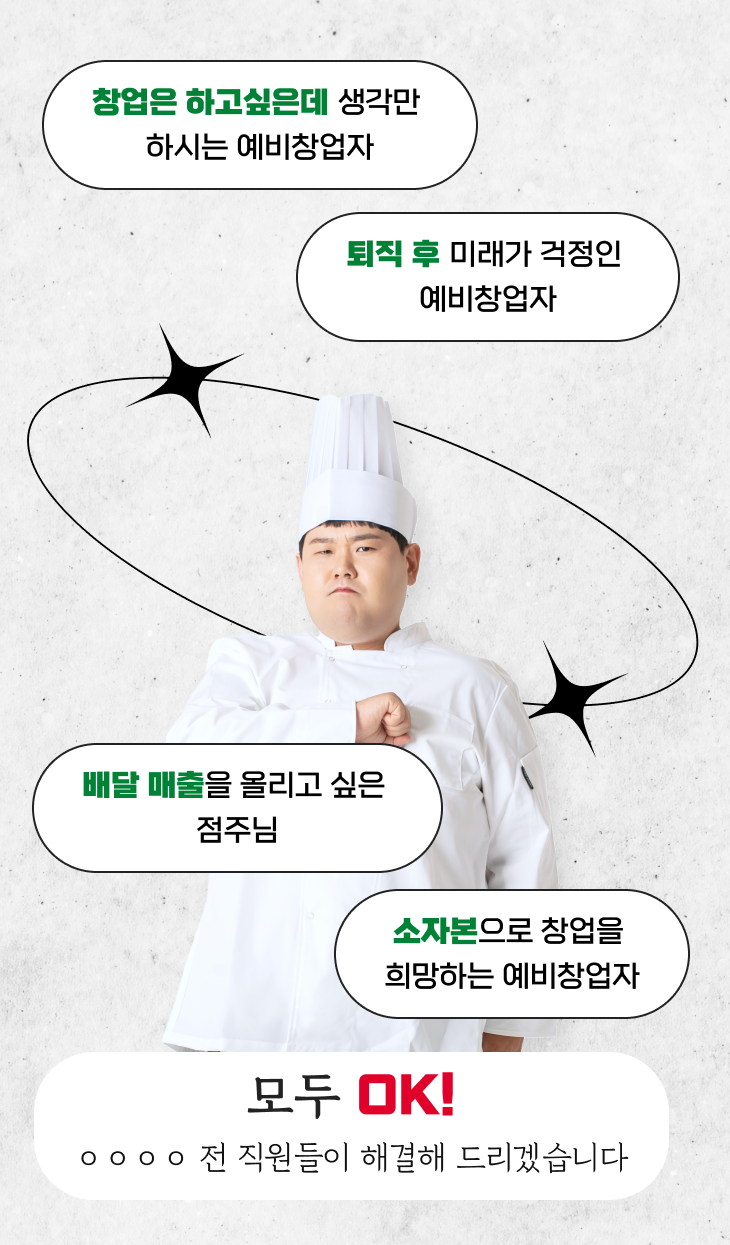 창업은 하고싶은데 생각만
하시는 예비창업자
퇴직 후 미래가 걱정인
예비창업자
배달 매출을 올리고 싶은
점주님
소자본으로 창업을
희망하는 예비창업자
모두 OK!
ㅇㅇㅇㅇ 전 직원들이 해결해 드리겠습니다